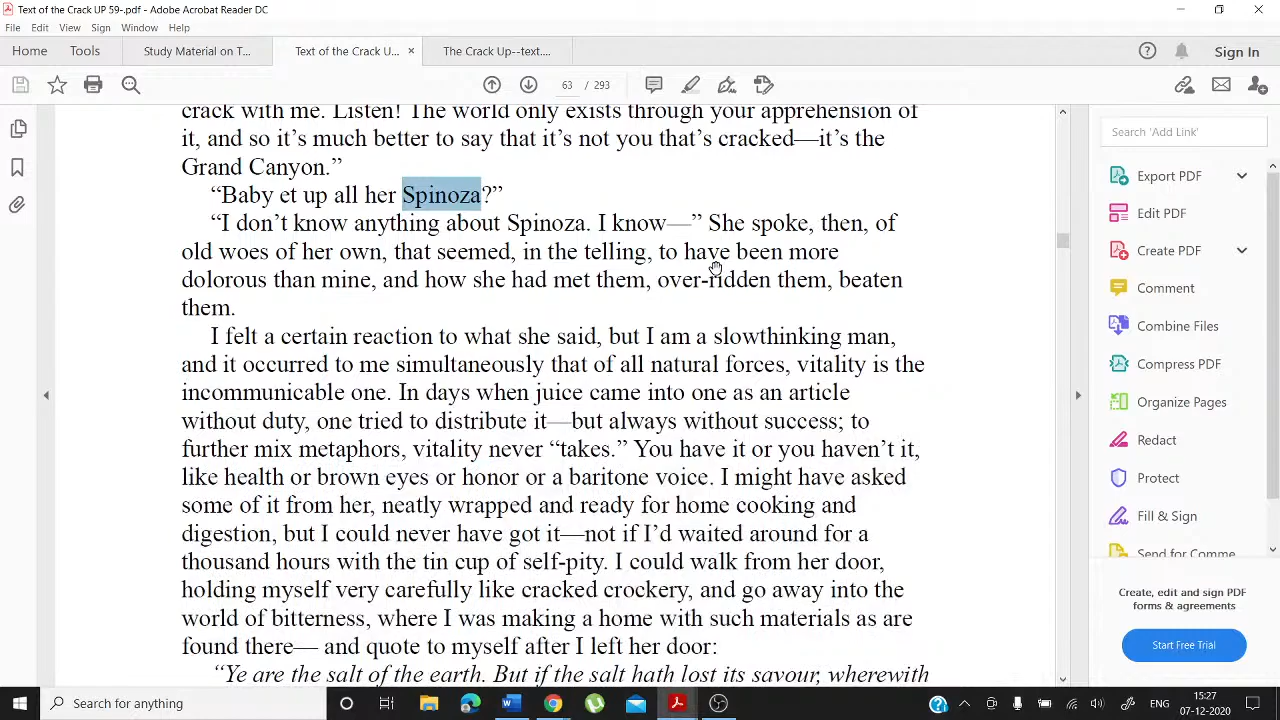 Text of the Crack UP 59-.pdf - Adobe Acrobat Reader DC
File Edit View Sign Window Help
Home Tools Study Material on T... Text of the Crack U... × The Crack Up--text.... Sign In
63 / 293
crack with me. Listen! The world only exists through your apprehension of
it, and so it’s much better to say that it’s not you that’s cracked—it’s the
Grand Canyon.”
“Baby et up all her Spinoza?”
“I don’t know anything about Spinoza. I know—” She spoke, then, of
old woes of her own, that seemed, in the telling, to have been more
dolorous than mine, and how she had met them, over-ridden them, beaten
them.
I felt a certain reaction to what she said, but I am a slowthinking man,
and it occurred to me simultaneously that of all natural forces, vitality is the
incommunicable one. In days when juice came into one as an article
without duty, one tried to distribute it—but always without success; to
further mix metaphors, vitality never “takes.” You have it or you haven’t it,
like health or brown eyes or honor or a baritone voice. I might have asked
some of it from her, neatly wrapped and ready for home cooking and
digestion, but I could never have got it—not if I’d waited around for a
thousand hours with the tin cup of self-pity. I could walk from her door,
holding myself very carefully like cracked crockery, and go away into the
world of bitterness, where I was making a home with such materials as are
found there— and quote to myself after I left her door:
“Ye are the salt of the earth. But if the salt hath lost its savour, wherewith
Search 'Add Link'
Export PDF
Edit PDF
Create PDF
Comment
Combine Files
Compress PDF
Organize Pages
Redact
Protect
Fill & Sign
Send for Comme
Create, edit and sign PDF
forms & agreements
Start Free Trial
Search for anything
ENG
15:27
07-12-2020